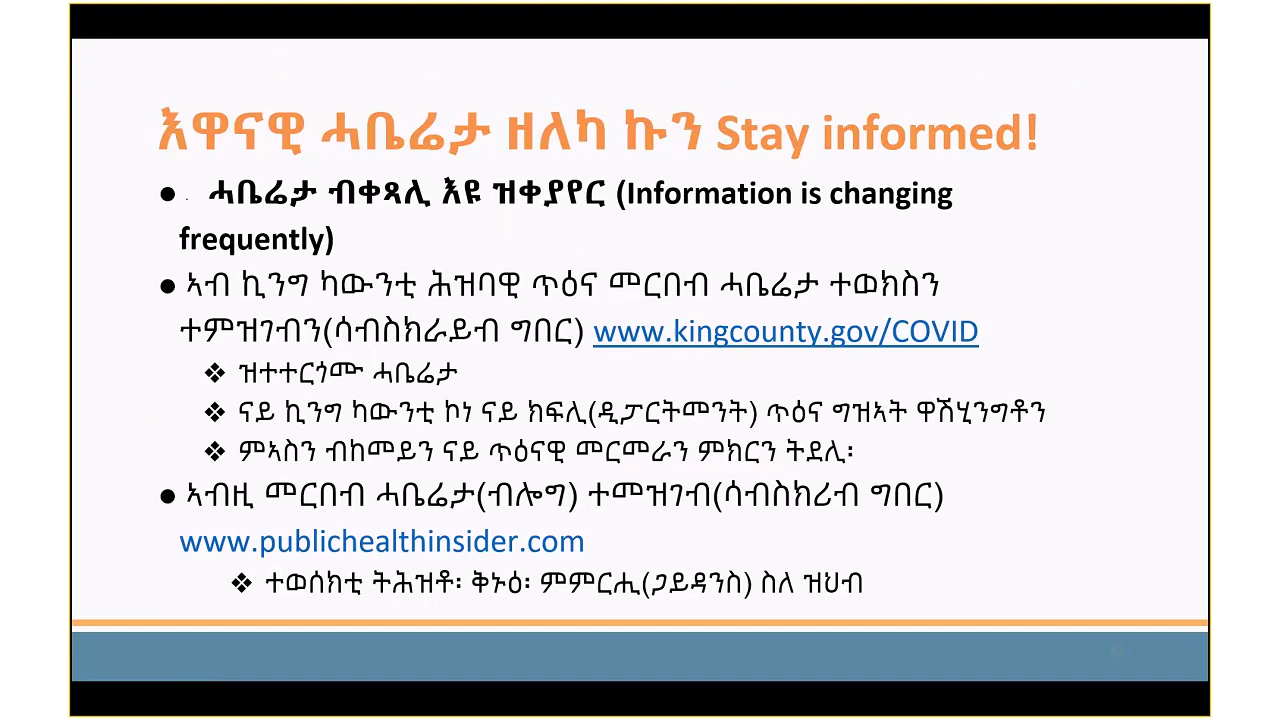 እዋናዊ ሓቤሬታ ዘለካ ኩን Stay informed!
● ሓቤሬታ ብቀጻሊ እዩ ዝቀያየር (Information is changing
frequently)
● ኣብ ኪንግ ካውንቲ ሕዝባዊ ጥዕና መርበብ ሓቤሬታ ተወክስን
ተምዝገብን(ሳብስክራይብ ግበር) www.kingcounty.gov/COVID
❖ ዝተተርጎሙ ሓቤሬታ
❖ ናይ ኪንግ ካውንቲ ኮነ ናይ ክፍሊ(ዲፓርትመንት) ጥዕና ግዝኣት ዋሽሂንግቶን
❖ ምኣስን ብከመይን ናይ ጥዕናዊ መርመራን ምክርን ትደሊ፡
● ኣብዚ መርበብ ሓቤሬታ(ብሎግ) ተመዝገብ(ሳብስክሪብ ግበር)
www.publichealthinsider.com
❖ ተወሰክቲ ትሕዝቶ፡ ቅኑዕ፡ ምምርሒ(ጋይዳንስ) ስለ ዝህብ